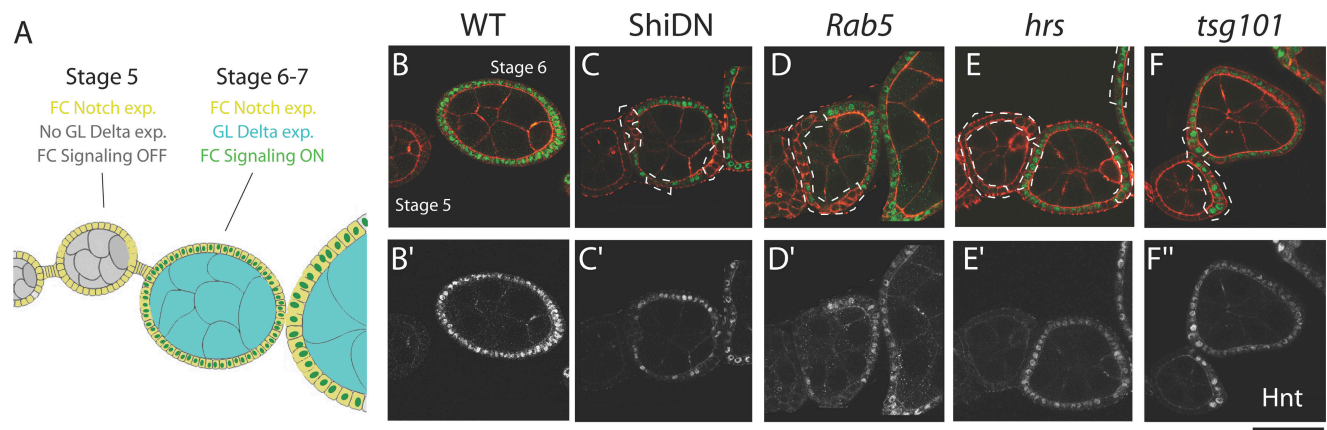 A
Stage 5
FC Notch exp.
No GL Delta exp.
FC Signaling OFF
Stage 6-7
FC Notch exp.
GL Delta exp.
FC Signaling ON
WT
ShiDN
Rab5
hrs
tsg101
B
Stage 6
Stage 5
C
D
E
F
B'
C'
D'
E'
F''
Hnt